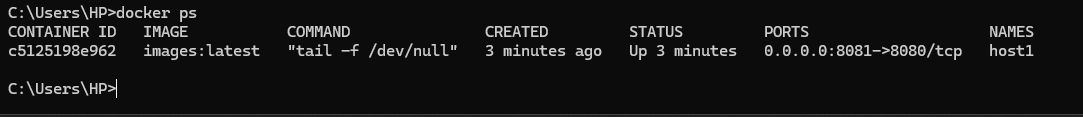 C:\Users\HP>docker ps
CONTAINER ID   IMAGE           COMMAND               CREATED         STATUS         PORTS                    NAMES
c5125198e962   images:latest   "tail -f /dev/null"   3 minutes ago   Up 3 minutes   0.0.0.0:8081->8080/tcp   host1
C:\Users\HP>